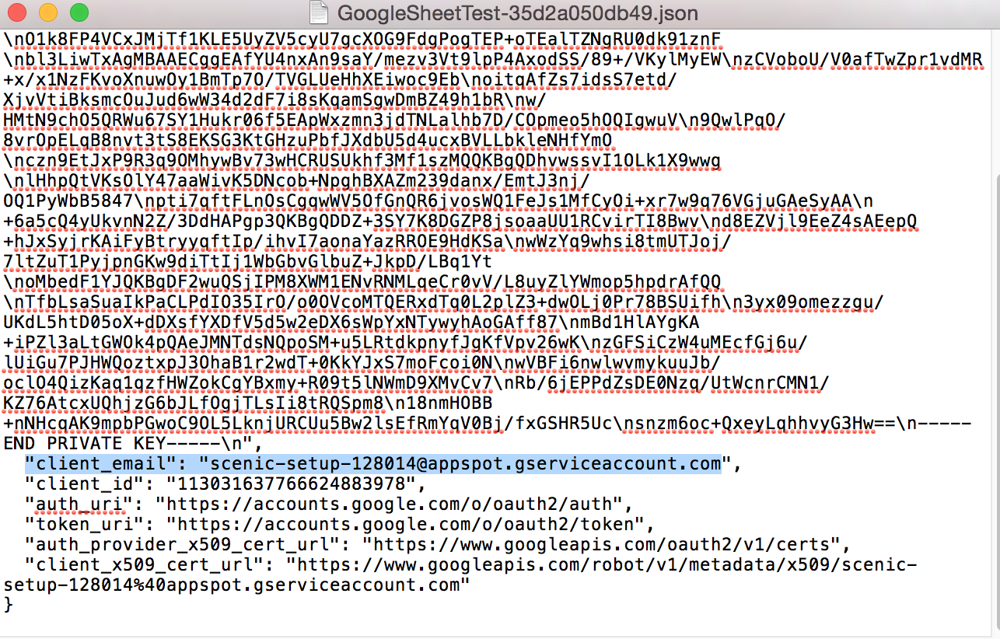 GoogleSheetTest-35d2a050db49.json
\nO1k8FP4VCxJMjTf1KLE5UyZV5cyU7gcXOG9FdgPogTEP+oTEalTZNgRU0dk91znF
\nbl3LiwTxAgMBAAECggEAfYU4nxAn9saY/mezv3Vt9lpP4AxodSS/89+/VKylMyEW\nzCVoboU/V0afTwZpr1vdMR
+x/x1NzFKvoXnuwOy1BmTp7O/TVGLUeHhXEiwoc9Eb\noitqAfZs7idsS7etd/
XjvVtiBksmcOuJud6wW34d2dF7i8sKqamSgwDmBZ49h1bR\nw/
HMtN9chO5QRWu67SY1Hukr06f5EApWxzmn3jdTNLalhb7D/COpmeo5hOQIgwuV\n9QwlPqO/
8vrOpELqB8nvt3tS8EKSG3KtGHzuPbfJXdbU5d4ucxBVLLbkleNHfYmO
\nczn9EtJxP9R3q9OMhywBv73wHCRUSUkhf3Mf1szMQQKBgQDhvwssvI1OLk1X9wwg
\nlHhpQtVKsOlY47aaWivK5DNcob+NpghBXAZm239danx/EmtJ3nj/
OQ1PyWbB5847\npti7qftFLnOsCgqwWV5OfGnQR6jvosWQ1FeJs1MfCyOi+xr7w9q76VGjuGAeSyAA\n
+6a5cQ4yUkvnN2Z/3DdHAPgp3QKBgQDDZ+3SY7K8DGZP8jsoaaUU1RCvirTI8Bwv\nd8EZVjl9EeZ4sAEepQ
+hJxSyjrKAiFyBtryyqftIp/ihvI7aonaYazRROE9HdKSa\nwWzYq9whsi8tmUTJoj/
7ltZuT1PyjpnGKw9diTtIj1WbGbvGlbuZ+JkpD/LBq1Yt
\noMbedF1YJQKBgDF2wuQSjIPM8XWM1ENvRNMLqeCr0vV/L8uyZlYWmop5hpdrAfQQ
\nTfbLsaSuaIkPaCLPdIO35IrO/o0OVcoMTQERxdTq0L2plZ3+dwOLj0Pr78BSUifh\n3yx09omezzgu/
UKdL5htD05oX+dDXsfYXDfV5d5w2eDX6sWpYxNTywyhAoGAff87\nmBd1HlAYgKA
+iPZl3aLtGWOk4pQAeJMNTdsNQpoSM+u5LRtdkpnyfJgKfVpv26wK\nzGFSiCzW4uMEcfGj6u/
lUiGu7PJHWQoztxpJ3OhaB1r2wdT+0KkYJxS7moFcoi0N\nwVBFi6nwlwvmykuuJb/
oclO4QizKaq1qzfHWZokCgYBxmy+R09t5lNWmD9XMvCv7\nRb/6jEPPdZsDE0Nzq/UtWcnrCMN1/
KZ76AtcxUQhjzG6bJLfOgjTLsIi8tRQSpm8\n18nmHOBB
+nNHcqAK9mpbPGwoC9OL5LknjURCUu5Bw2lsEfRmYqV0Bj/fxGSHR5Uc\nsnzm6oc+QxeyLqhhvyG3Hw==\n-----
END PRIVATE KEY-----\n",
"client_email": "scenic-setup-128014@appspot.gserviceaccount.com",
"client_id": "113031637766624883978",
"auth_uri": "https://accounts.google.com/o/oauth2/auth",
"token_uri": "https://accounts.google.com/o/oauth2/token",
"auth_provider_x509_cert_url": "https://www.googleapis.com/oauth2/v1/certs",
"client_x509_cert_url": "https://www.googleapis.com/robot/v1/metadata/x509/scenic-
setup-128014%40appspot.gserviceaccount.com"
}